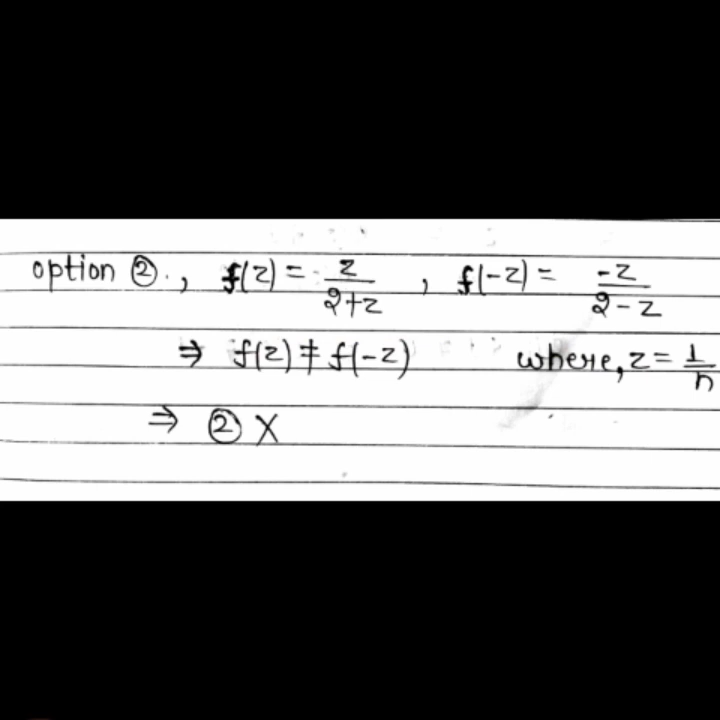 option ②., f(z) = z/(2+z), f(-z) = -z/(2-z)
⇒ f(z) ≠ f(-z) where, z = 1/n
⇒ ② X